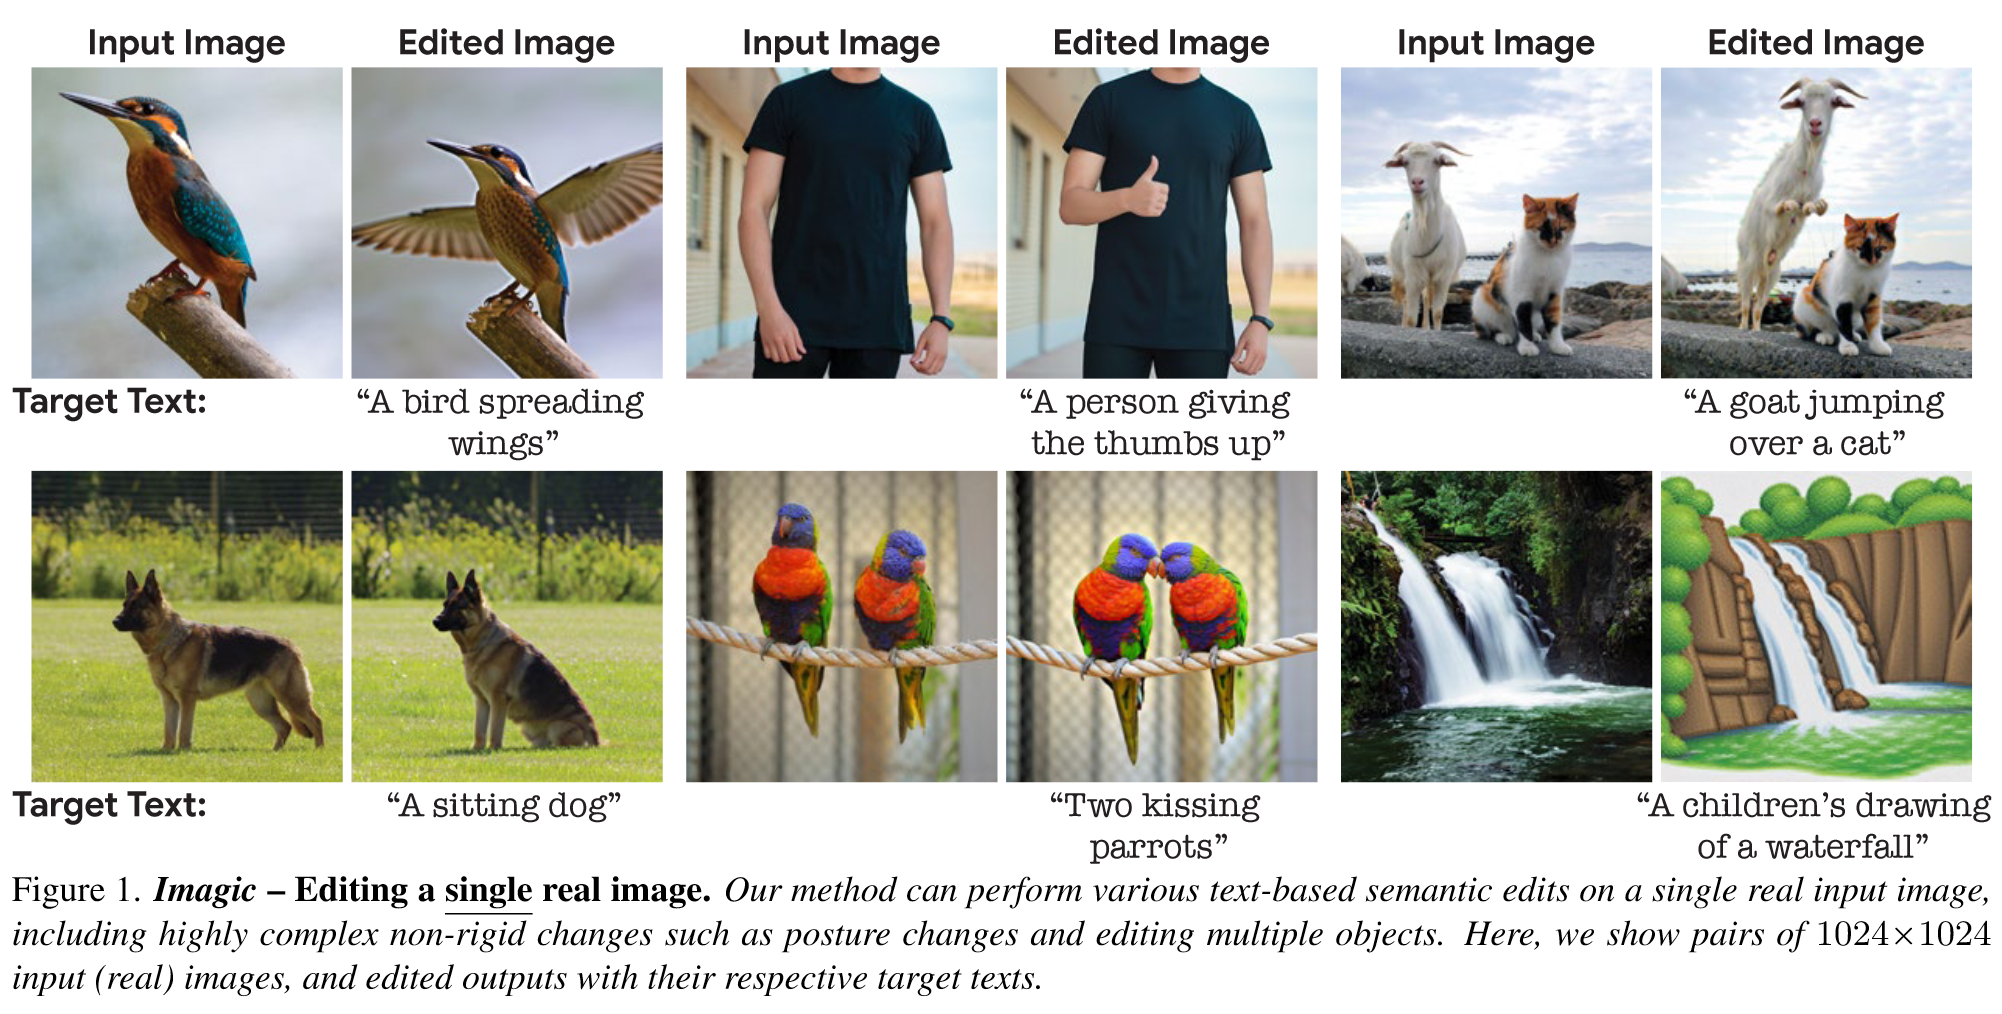 Input Image Edited Image Input Image Edited Image Input Image Edited Image
Target Text: “A bird spreading “A person giving “A goat jumping
wings” the thumbs up” over a cat”
Target Text: “A sitting dog” “Two kissing “A children’s drawing
parrots” of a waterfall”
Figure 1. Imagic – Editing a single real image. Our method can perform various text-based semantic edits on a single real input image,
including highly complex non-rigid changes such as posture changes and editing multiple objects. Here, we show pairs of 1024×1024
input (real) images, and edited outputs with their respective target texts.